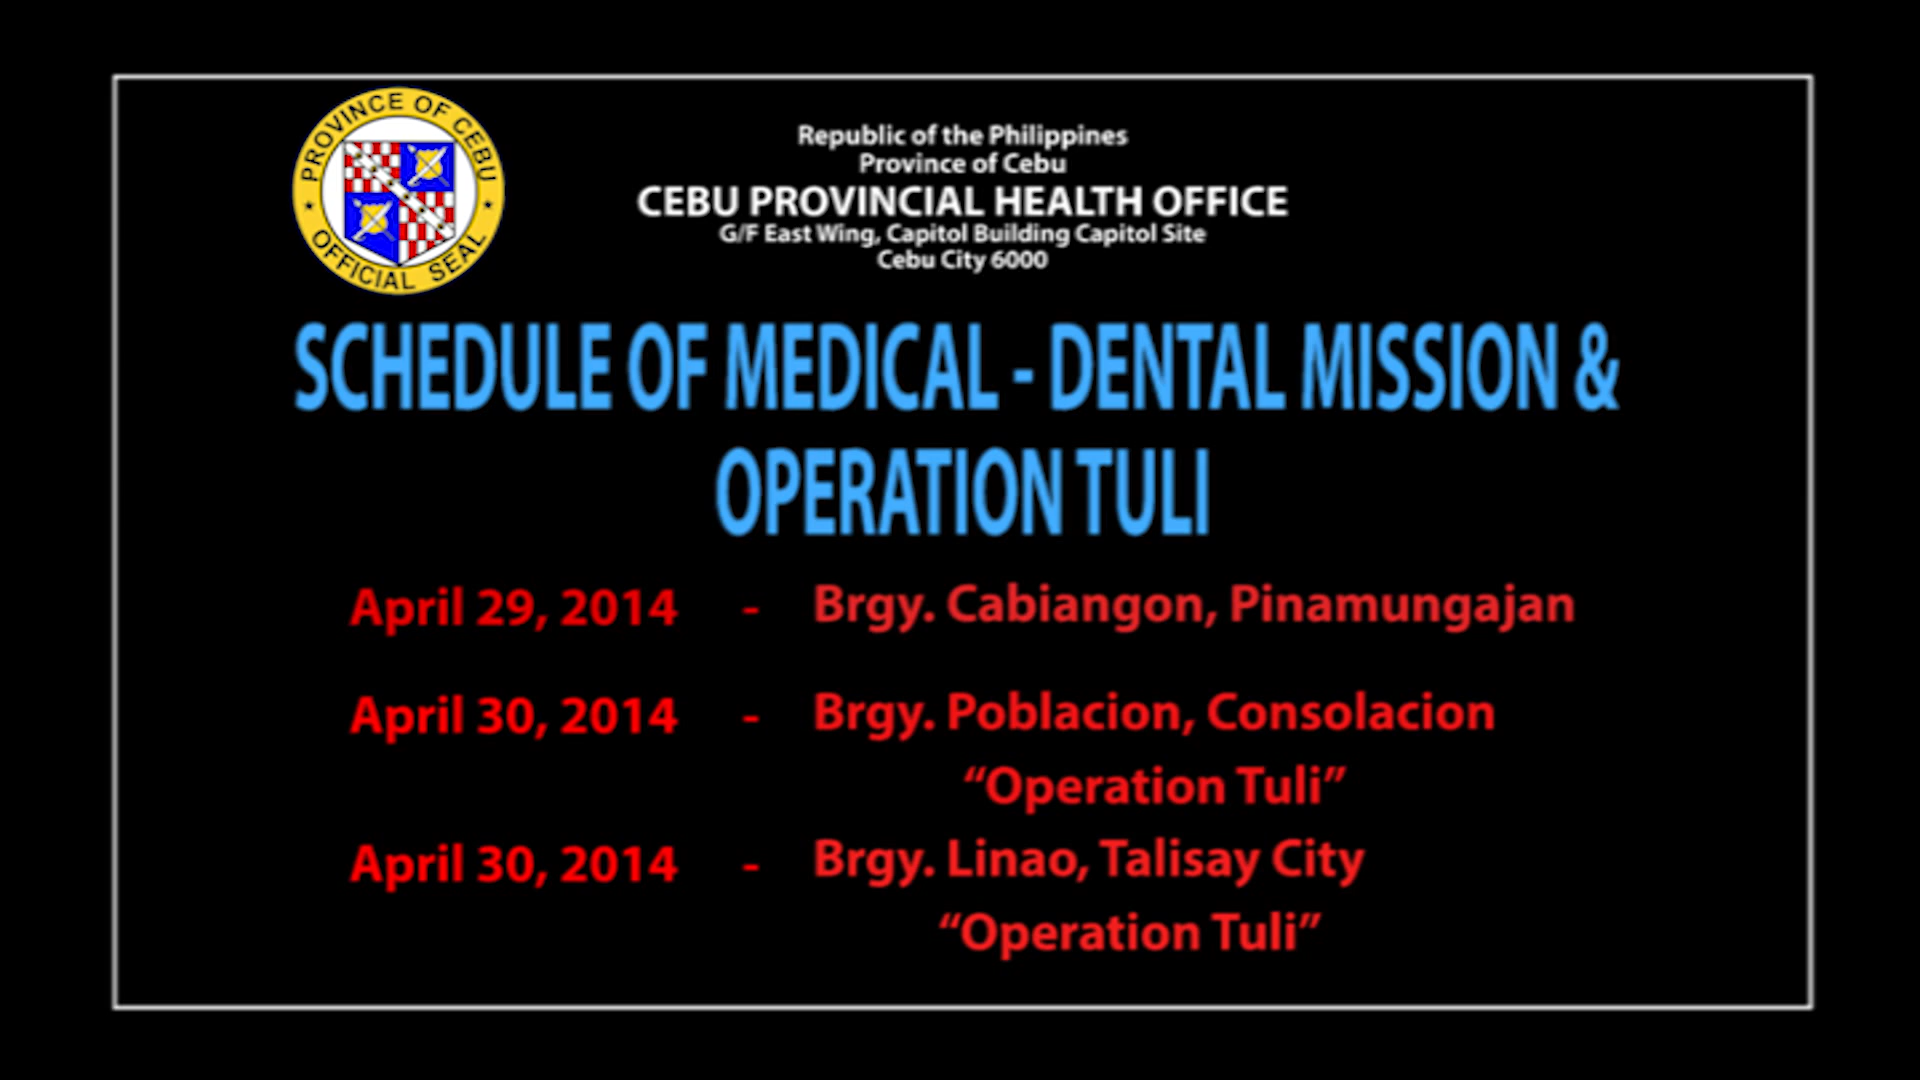 PROVINCE OF CEBU
OFFICIAL SEAL
Republic of the Philippines
Province of Cebu
CEBU PROVINCIAL HEALTH OFFICE
G/F East Wing, Capitol Building Capitol Site
Cebu City 6000
SCHEDULE OF MEDICAL - DENTAL MISSION &
OPERATION TULI
April 29, 2014 - Brgy. Cabiangon, Pinamungajan
April 30, 2014 - Brgy. Poblacion, Consolacion
“Operation Tuli”
April 30, 2014 - Brgy. Linao, Talisay City
“Operation Tuli”